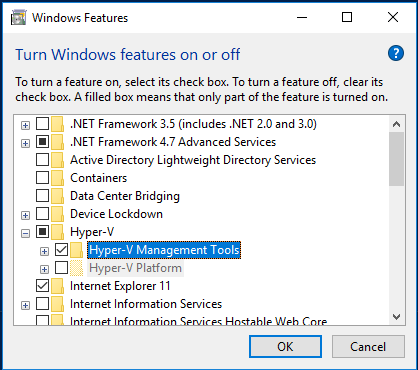 Windows Features
Turn Windows features on or off
To turn a feature on, select its check box. To turn a feature off, clear its
check box. A filled box means that only part of the feature is turned on.
.NET Framework 3.5 (includes .NET 2.0 and 3.0)
.NET Framework 4.7 Advanced Services
Active Directory Lightweight Directory Services
Containers
Data Center Bridging
Device Lockdown
Hyper-V
Hyper-V Management Tools
Hyper-V Platform
Internet Explorer 11
Internet Information Services
Internet Information Services Hostable Web Core
OK
Cancel